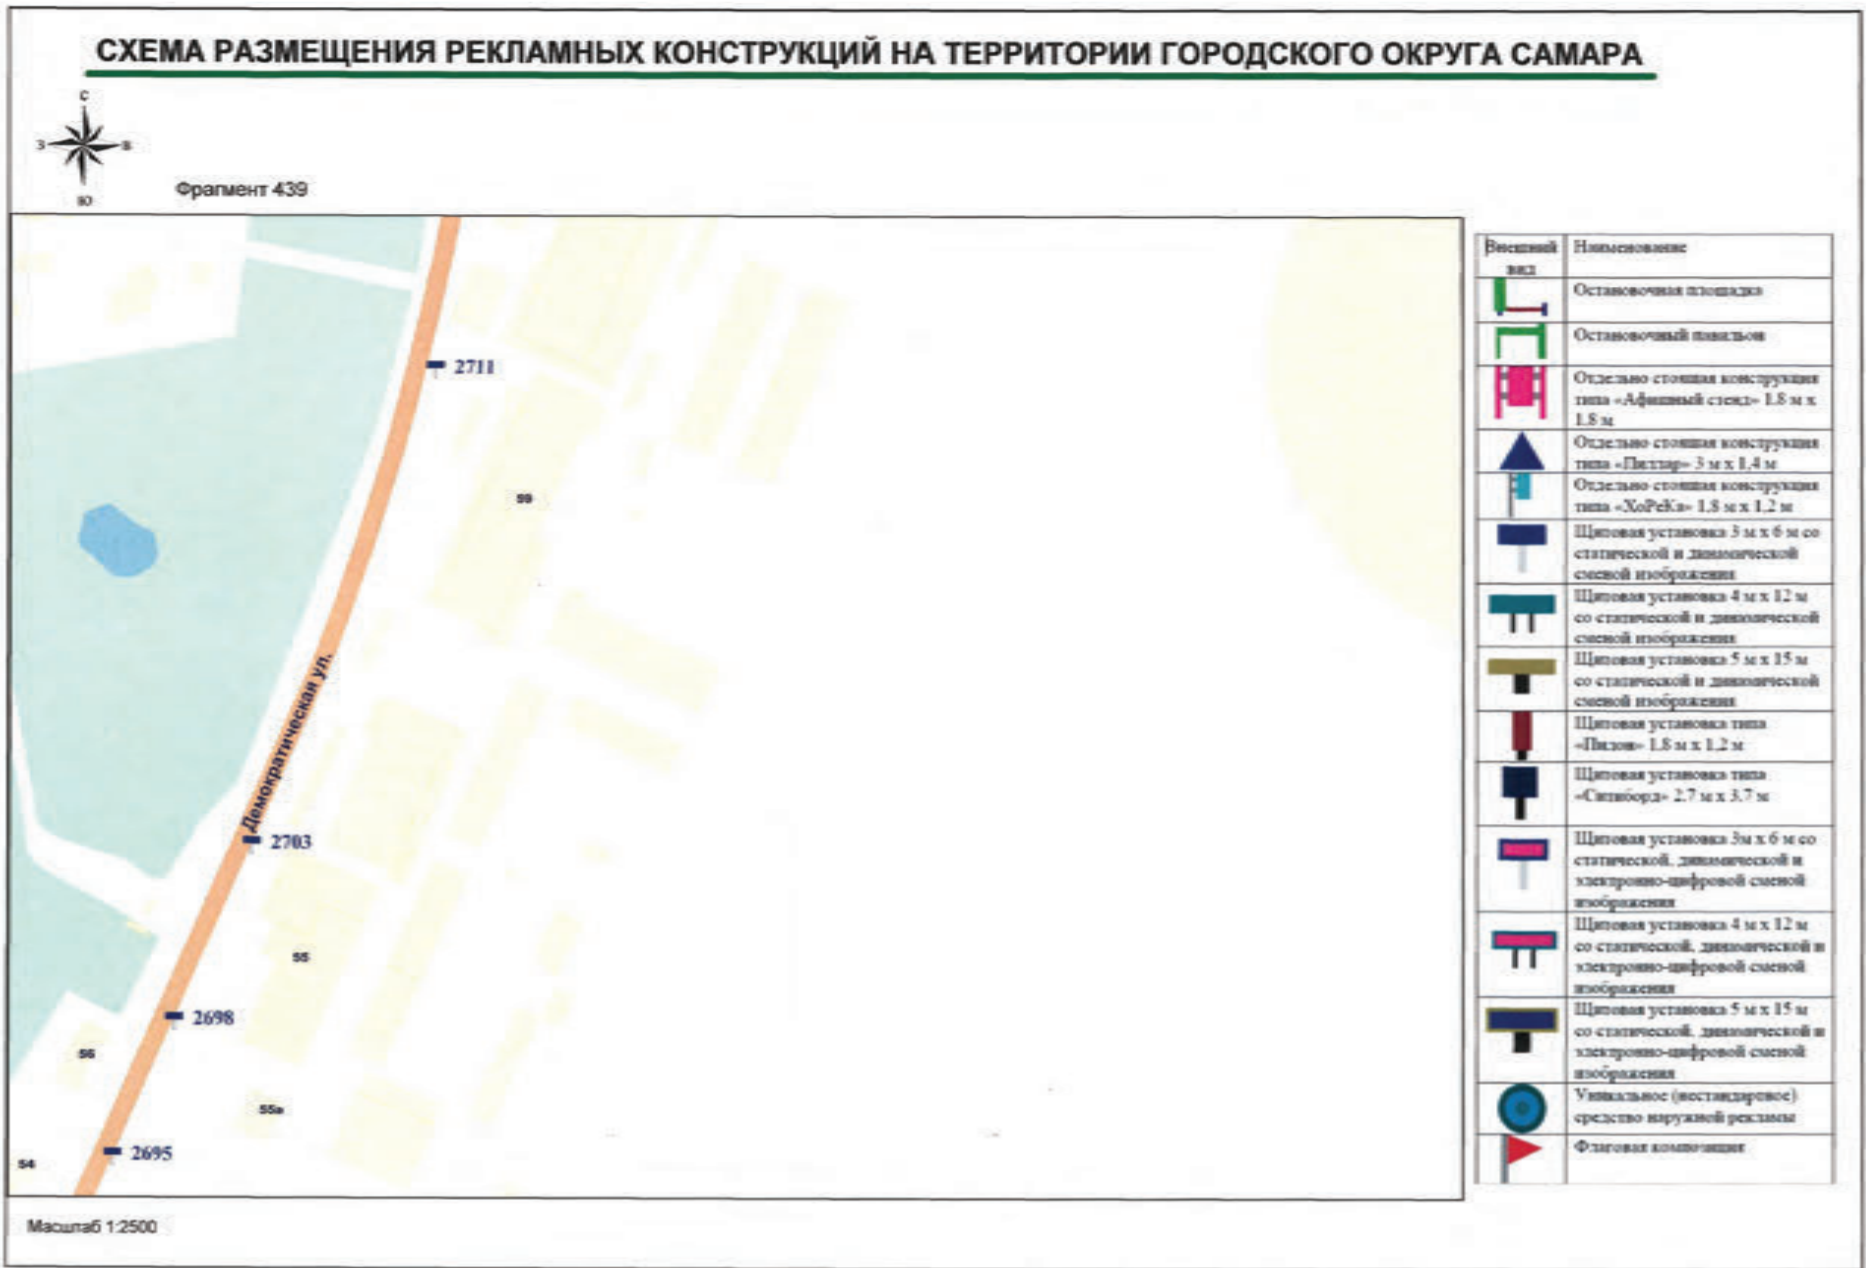 СХЕМА РАЗМЕЩЕНИЯ РЕКЛАМНЫХ КОНСТРУКЦИЙ НА ТЕРРИТОРИИ ГОРОДСКОГО ОКРУГА САМАРА
С
З В
Ю
Фрагмент 439
2711
59
Демократическая ул.
2703
55
2698
56
55а
2695
54
Масштаб 1:2500
Внешний вид Наименование
Остановочная площадка
Остановочный павильон
Отдельно стоящая конструкция
типа «Афишный стенд» 1,8 м х
1,8 м
Отдельно стоящая конструкция
типа «Пиллар» 3 м х 1,4 м
Отдельно стоящая конструкция
типа «ХоРеКа» 1,8 м х 1,2 м
Щитовая установка 3 м х 6 м со
статической и динамической
сменой изображения
Щитовая установка 4 м х 12 м
со статической и динамической
сменой изображения
Щитовая установка 5 м х 15 м
со статической и динамической
сменой изображения
Щитовая установка типа
«Пилон» 1,8 м х 1,2 м
Щитовая установка типа
«Ситиборд» 2,7 м х 3,7 м
Щитовая установка 3м х 6 м со
статической, динамической и
электронно-цифровой сменой
изображения
Щитовая установка 4 м х 12 м
со статической, динамической и
электронно-цифровой сменой
изображения
Щитовая установка 5 м х 15 м
со статической, динамической и
электронно-цифровой сменой
изображения
Уникальное (нестандартное)
средство наружной рекламы
Флаговая композиция